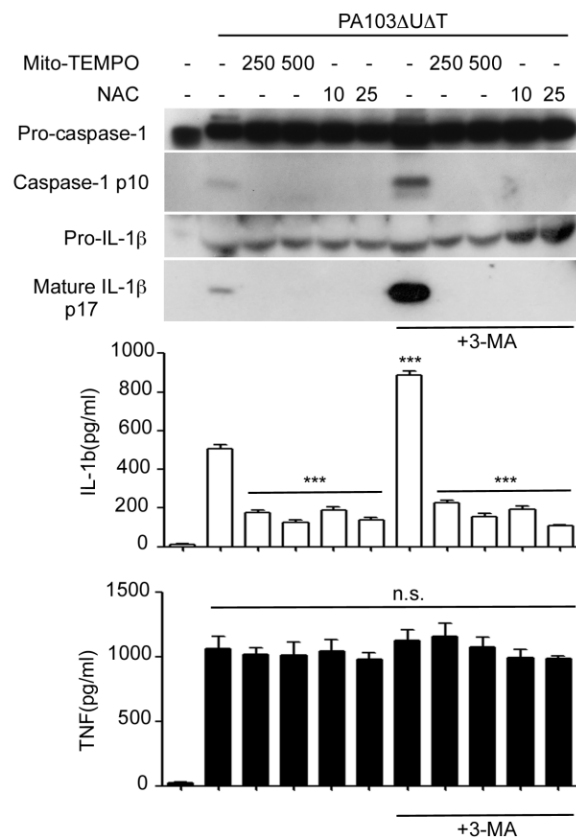 PA103ΔUΔT
Mito-TEMPO - - 250 500 - - - 250 500 - -
NAC - - - - 10 25 - - - 10 25
Pro-caspase-1
Caspase-1 p10
Pro-IL-1β
Mature IL-1β
p17
+3-MA
IL-1b(pg/ml)
1000
800
600
400
200
0
***
***
***
TNF(pg/ml)
1500
1000
500
0
n.s.
+3-MA